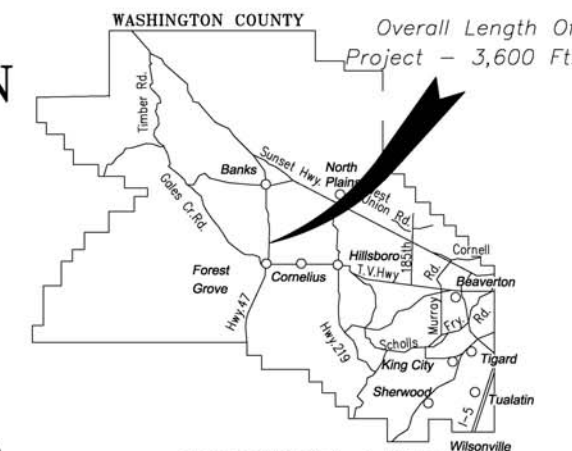 WASHINGTON COUNTY
Overall Length Of
Project – 3,600 Ft.
N
Timber Rd.
Sunset Hwy.
Banks
North
Plains
West
Union Rd.
Gales Cr.Rd.
185th
Cornell
Rd.
Hillsboro
T.V.Hwy
Beaverton
Forest
Grove
Cornelius
Hwy.47
Hwy.219
Murray
Fry.
Rd.
Scholls
King City
Tigard
Sherwood
I-5
Tualatin
Wilsonville